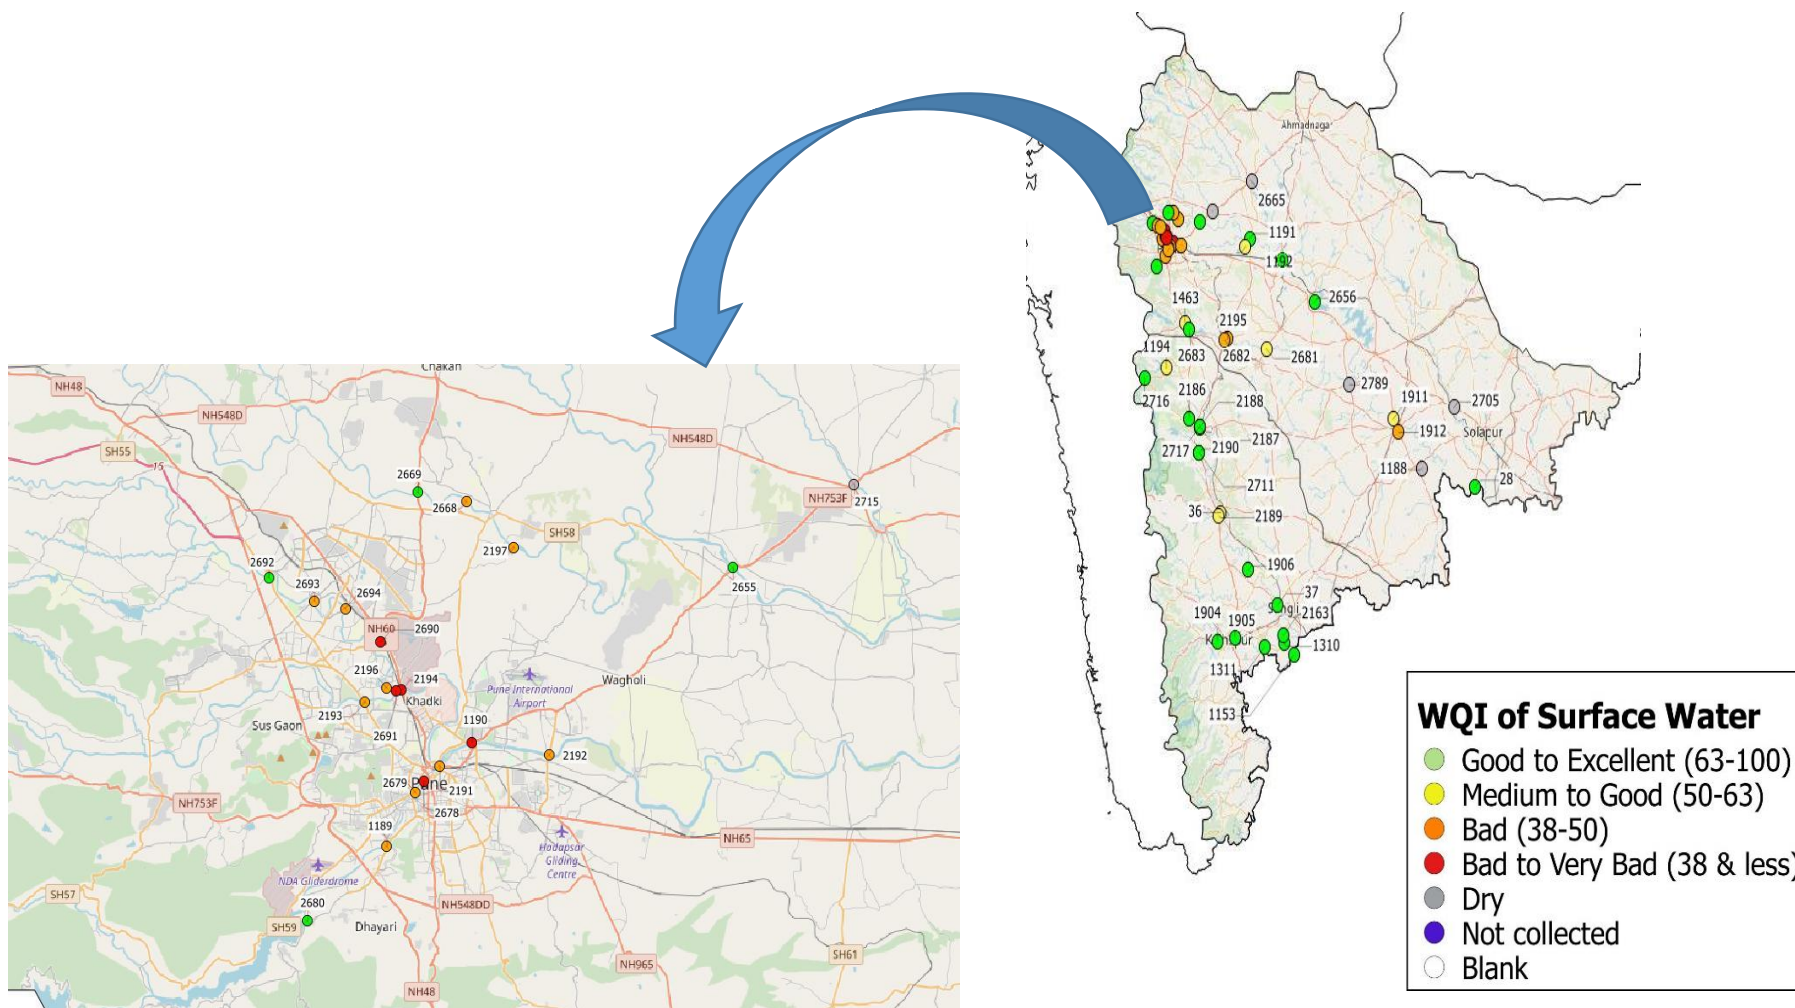 Ahmadnagar
2665
1191
1192
2656
1463
2195
1194
2683
2682
2681
2716
2186
2188
2789
1911
2705
Solapur
2187
1912
2717
2190
1188
28
2711
36
2189
1906
37
1904
1905
2163
1310
1311
1153
WQI of Surface Water
Good to Excellent (63-100)
Medium to Good (50-63)
Bad (38-50)
Bad to Very Bad (38 & less)
Dry
Not collected
Blank
Chakan
NH48
NH548D
NH548D
SH55
15
2669
2668
NH753F
2715
SH58
2197
2692
2693
2694
2655
NH60
2690
2196
2194
Khadki
Pune International
Airport
Wagholi
2193
Sus Gaon
2691
1190
2192
2679
Pune
2191
NH753F
2678
1189
NH65
Hadapsar
Gliding
Centre
NDA Gliderdrome
SH57
2680
NH548DD
SH59
Dhayari
SH61
NH965
NH48